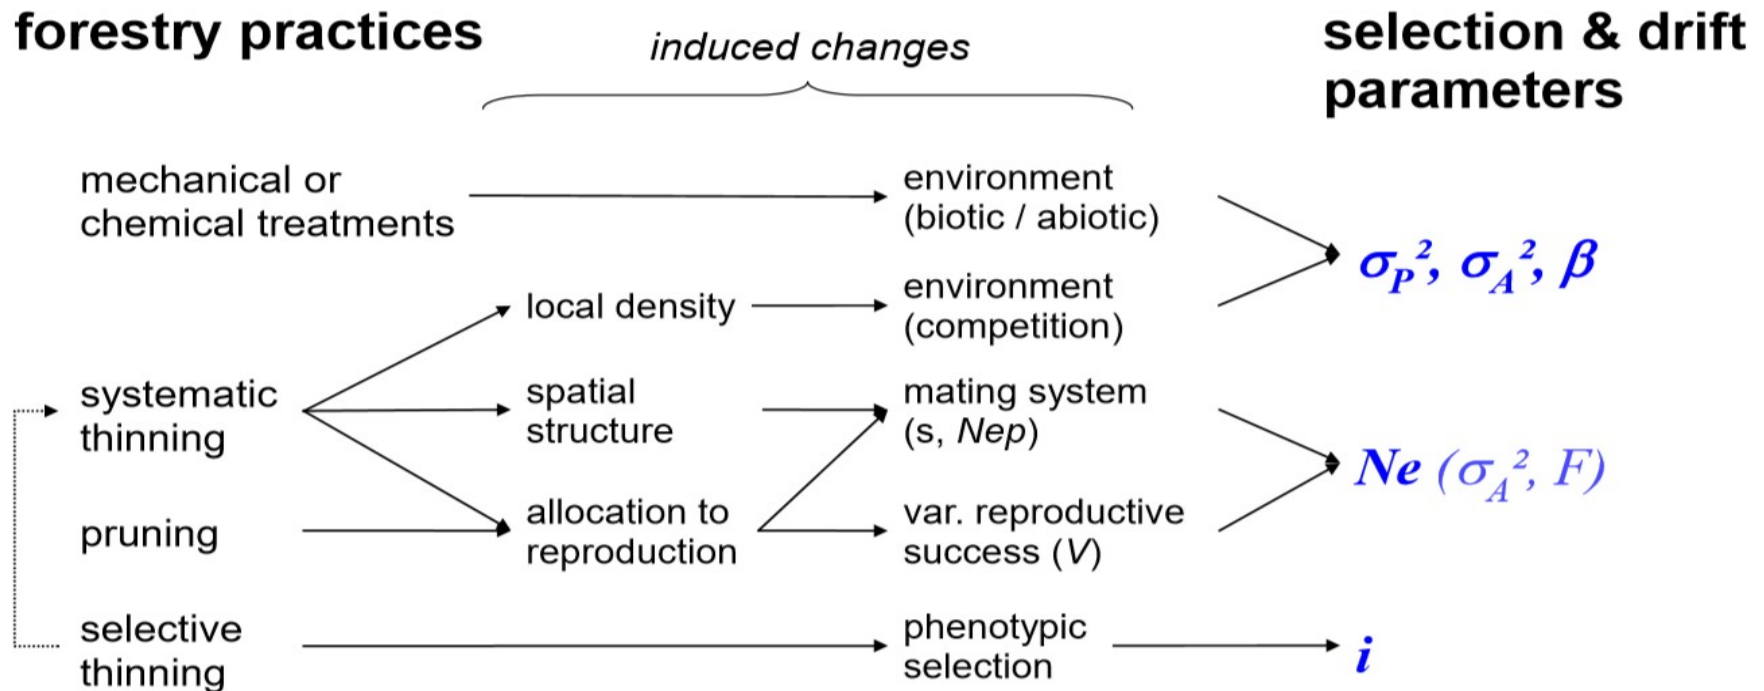 forestry practices
induced changes
selection & drift
parameters
mechanical or
chemical treatments
environment
(biotic / abiotic)
σP², σA², β
local density
environment
(competition)
systematic
thinning
spatial
structure
mating system
(s, Nep)
Ne (σA², F)
pruning
allocation to
reproduction
var. reproductive
success (V)
selective
thinning
phenotypic
selection
i